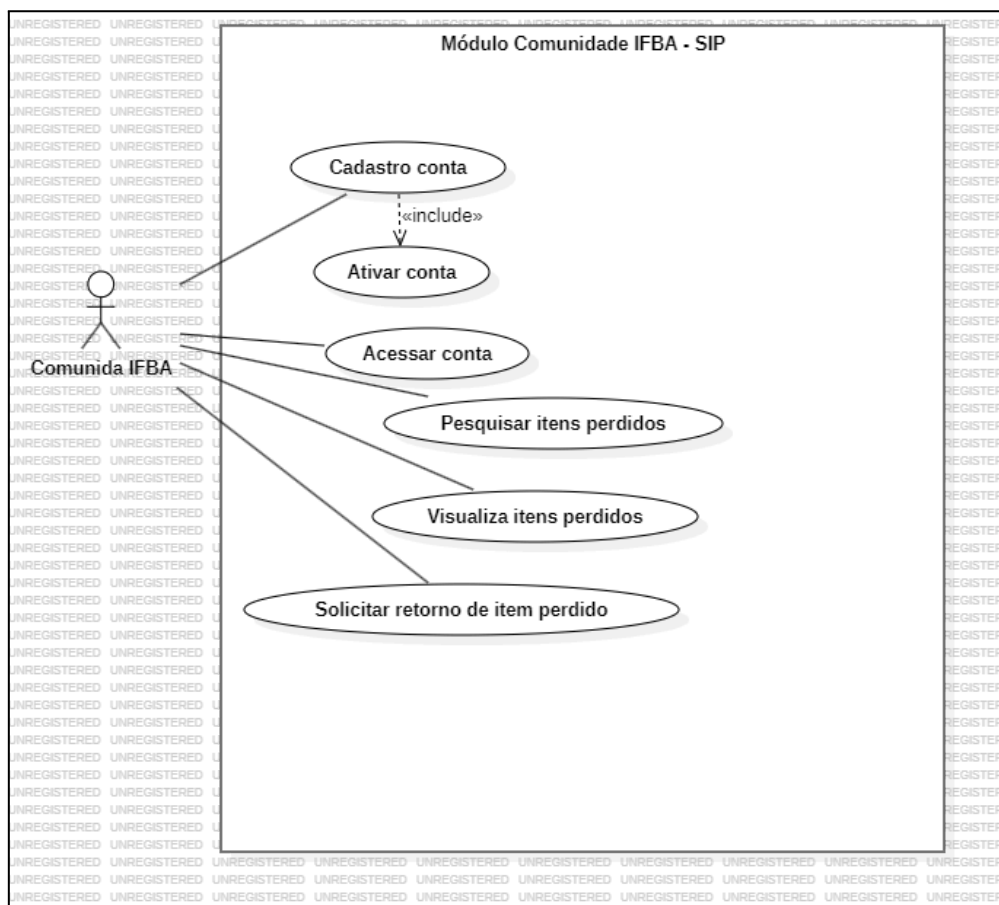 Módulo Comunidade IFBA - SIP
Cadastro conta
«include»
Ativar conta
Comunida IFBA
Acessar conta
Pesquisar itens perdidos
Visualiza itens perdidos
Solicitar retorno de item perdido
UNREGISTERED